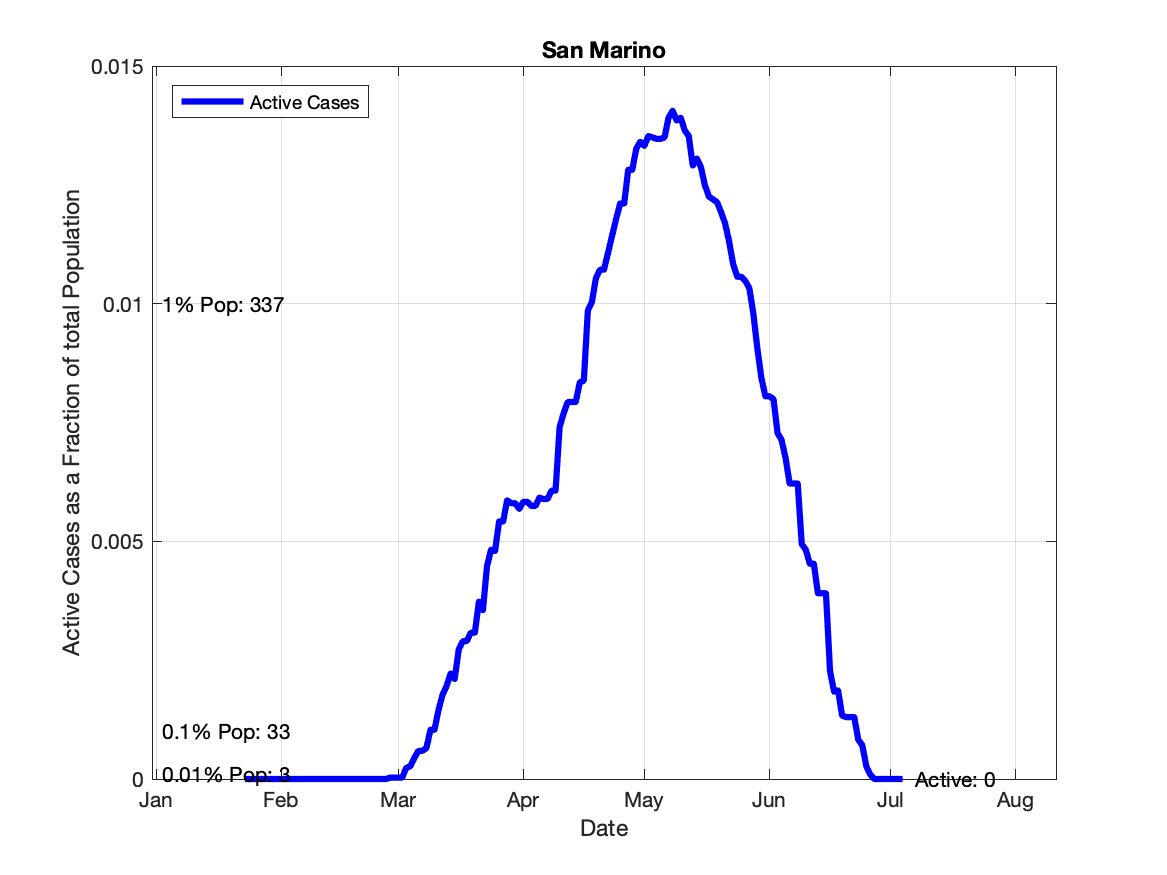 San Marino
0.015
Active Cases
Active Cases as a Fraction of total Population
0.01
1% Pop: 337
0.005
0.1% Pop: 33
0
0.01% Pop: 3
Active: 0
Jan Feb Mar Apr May Jun Jul Aug
Date